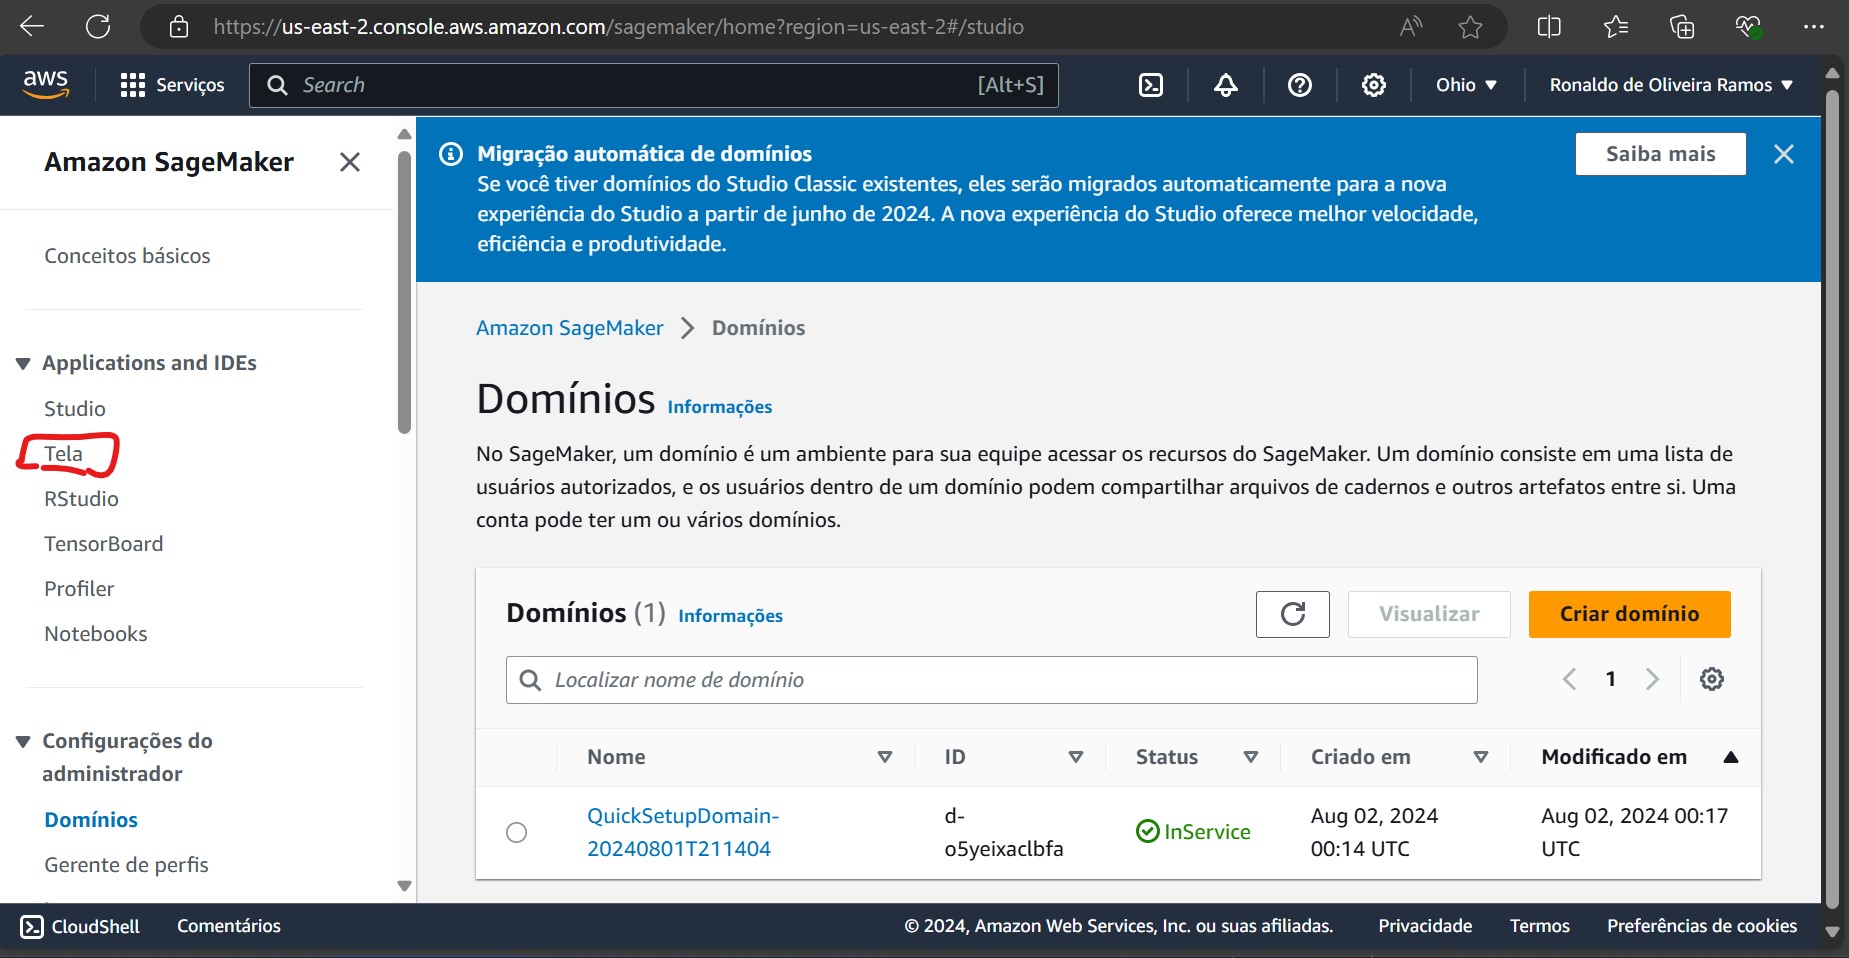 https://us-east-2.console.aws.amazon.com/sagemaker/home?region=us-east-2#/studio
aws
Serviços
Search
[Alt+S]
Ohio
Ronaldo de Oliveira Ramos
Amazon SageMaker
Conceitos básicos
Applications and IDEs
Studio
Tela
RStudio
TensorBoard
Profiler
Notebooks
Configurações do
administrador
Domínios
Gerente de perfis
Migração automática de domínios
Se você tiver domínios do Studio Classic existentes, eles serão migrados automaticamente para a nova
experiência do Studio a partir de junho de 2024. A nova experiência do Studio oferece melhor velocidade,
eficiência e produtividade.
Saiba mais
Amazon SageMaker > Domínios
Domínios Informações
No SageMaker, um domínio é um ambiente para sua equipe acessar os recursos do SageMaker. Um domínio consiste em uma lista de
usuários autorizados, e os usuários dentro de um domínio podem compartilhar arquivos de cadernos e outros artefatos entre si. Uma
conta pode ter um ou vários domínios.
Domínios (1) Informações
Visualizar
Criar domínio
Localizar nome de domínio
1
Nome ID Status Criado em Modificado em
QuickSetupDomain- d- InService Aug 02, 2024 Aug 02, 2024 00:17
20240801T211404 o5yeixaclbfa 00:14 UTC UTC
CloudShell Comentários © 2024, Amazon Web Services, Inc. ou suas afiliadas. Privacidade Termos Preferências de cookies